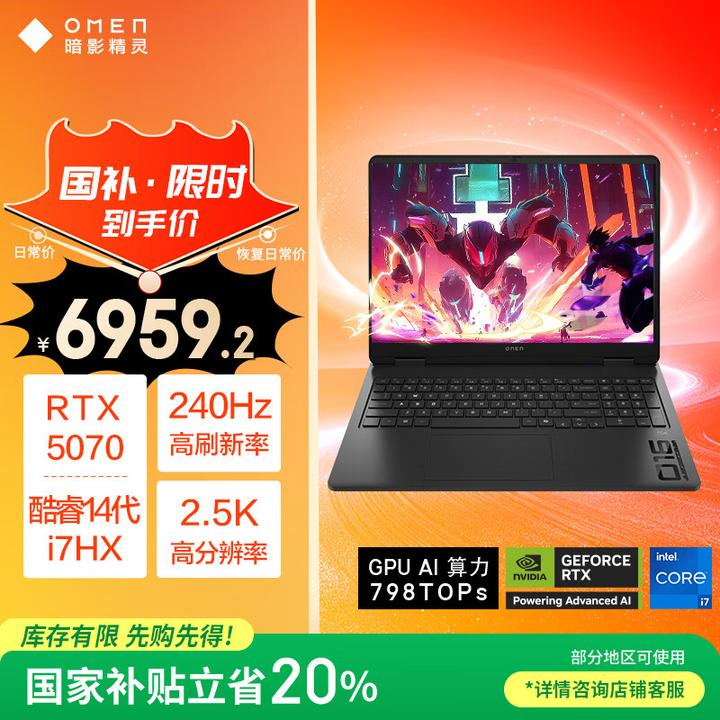 OMEN
暗影精灵
国补·限时
到手价
日常价
恢复日常价
¥6959.2
RTX
5070
240Hz
高刷新率
酷睿14代
i7HX
2.5K
高分辨率
OMEN
GPU AI 算力
798TOPs
NVIDIA
GEFORCE
RTX
Powering Advanced AI
intel
CORE
i7
库存有限 先购先得!
国家补贴立省20%
部分地区可使用
*详情咨询店铺客服